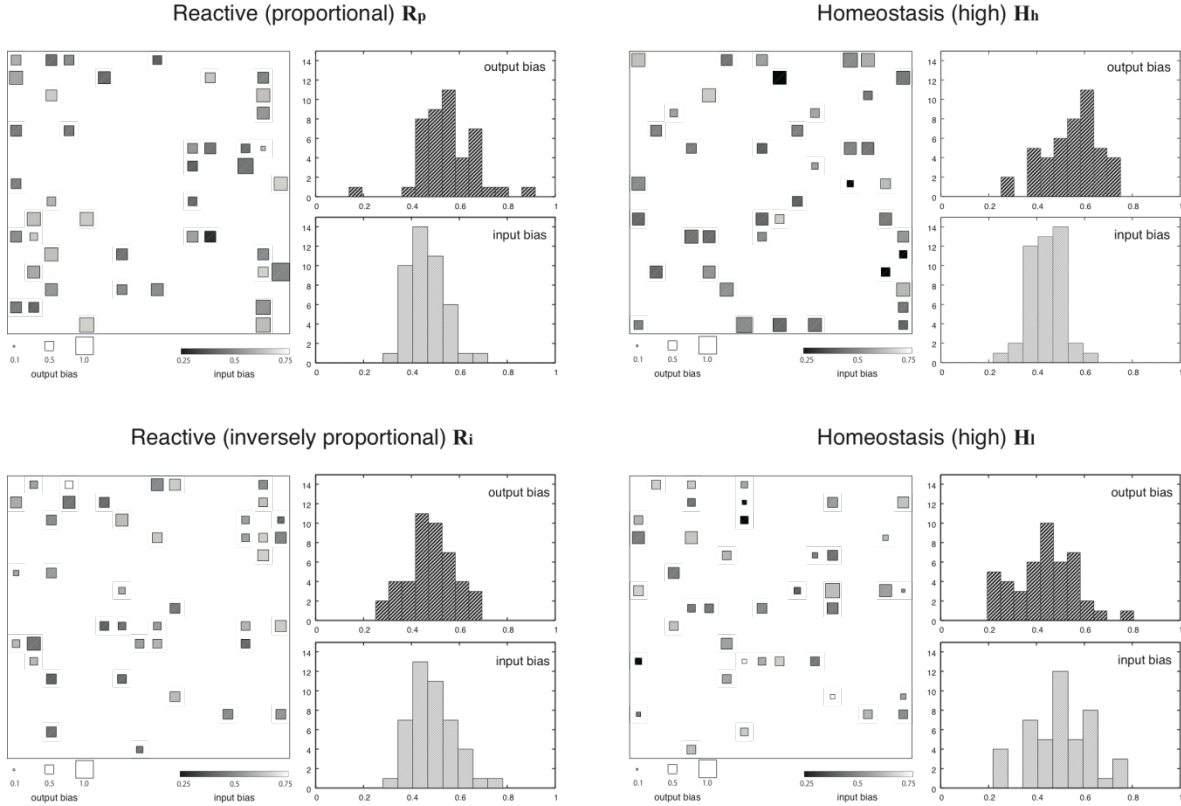 Reactive (proportional) Rp
14
12
10
8
6
4
2
0
output bias
0 0.2 0.4 0.6 0.8 1
14
12
10
8
6
4
2
0
input bias
0 0.2 0.4 0.6 0.8 1
0.1 0.5 1.0
output bias
0.25 0.5 0.75
input bias
Homeostasis (high) Hh
14
12
10
8
6
4
2
0
output bias
0 0.2 0.4 0.6 0.8 1
14
12
10
8
6
4
2
0
input bias
0 0.2 0.4 0.6 0.8 1
0.1 0.5 1.0
output bias
0.25 0.5 0.75
input bias
Reactive (inversely proportional) Ri
14
12
10
8
6
4
2
0
output bias
0 0.2 0.4 0.6 0.8 1
14
12
10
8
6
4
2
0
input bias
0 0.2 0.4 0.6 0.8 1
0.1 0.5 1.0
output bias
0.25 0.5 0.75
input bias
Homeostasis (high) Hl
14
12
10
8
6
4
2
0
output bias
0 0.2 0.4 0.6 0.8 1
14
12
10
8
6
4
2
0
input bias
0 0.2 0.4 0.6 0.8 1
0.1 0.5 1.0
output bias
0.25 0.5 0.75
input bias